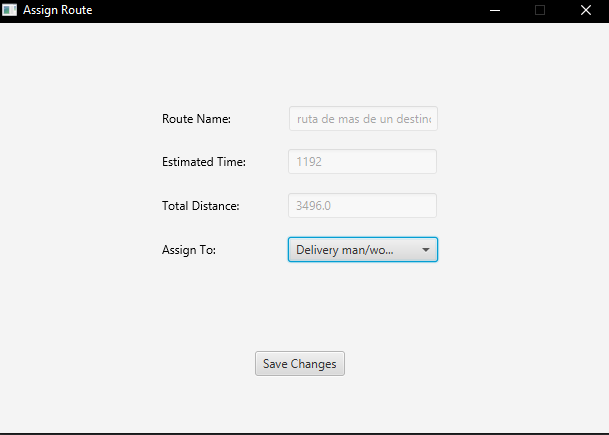 Assign Route
Route Name: ruta de mas de un destino
Estimated Time: 1192
Total Distance: 3496.0
Assign To: Delivery man/wo...
Save Changes